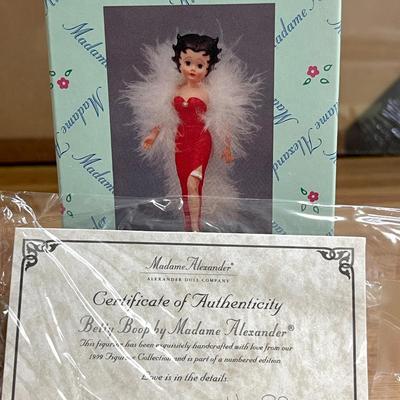 Madame
Madame
Madame
Madame Alexander
Madame Alexander®
ALEXANDER DOLL COMPANY
Certificate of Authenticity
Betty Boop by Madame Alexander®
This figurine has been exquisitely handcrafted with love from our
1999 Figurine Collection and is part of a numbered edition.
Love is in the details.